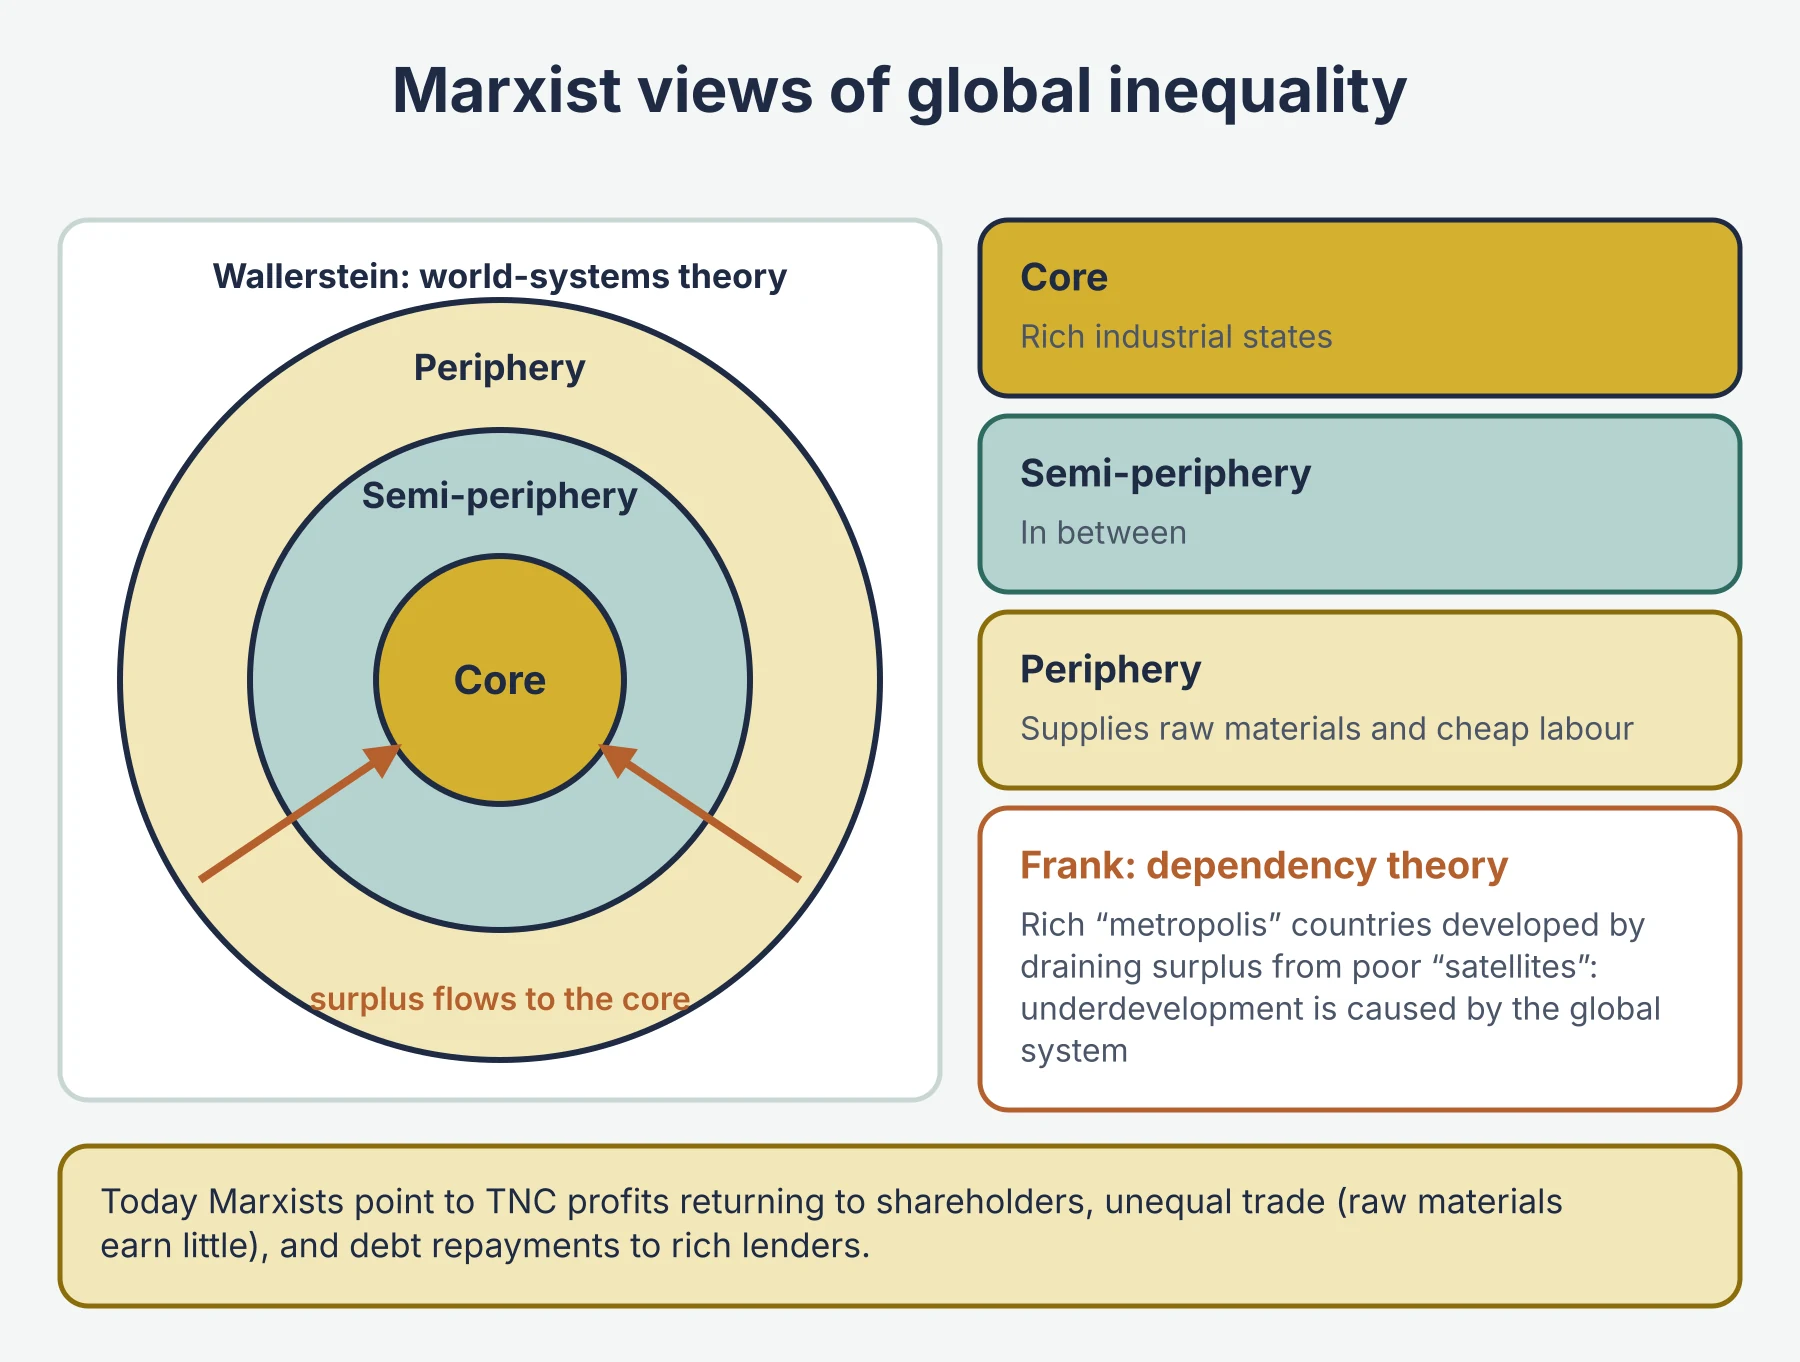 Marxist views of global inequality
Wallerstein: world-systems theory
Periphery
Semi-periphery
Core
surplus flows to the core
Core
Rich industrial states
Semi-periphery
In between
Periphery
Supplies raw materials and cheap labour
Frank: dependency theory
Rich “metropolis” countries developed by
draining surplus from poor “satellites”:
underdevelopment is caused by the global
system
Today Marxists point to TNC profits returning to shareholders, unequal trade (raw materials
earn little), and debt repayments to rich lenders.